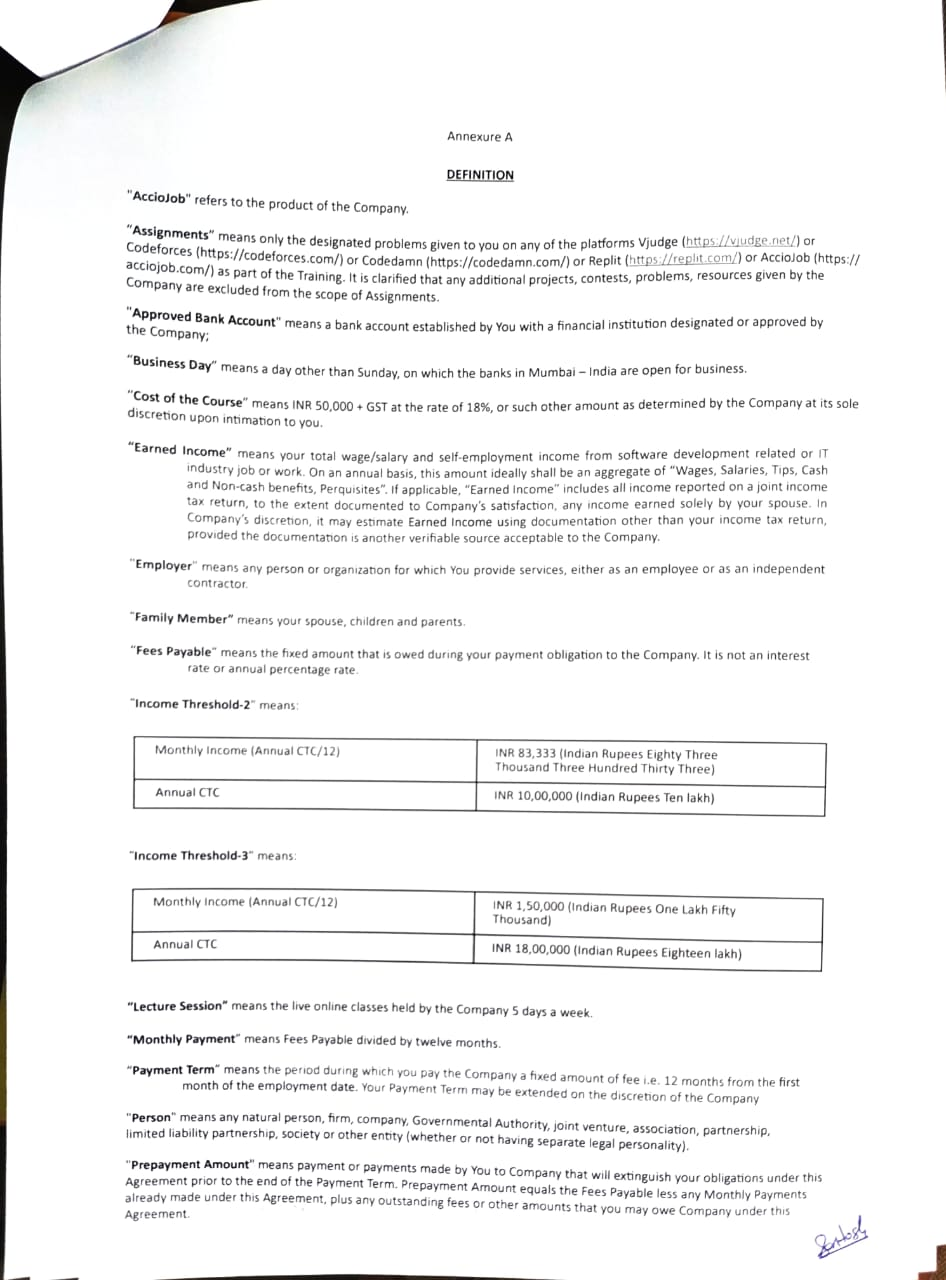 Annexure A
DEFINITION
"AccioJob" refers to the product of the Company.
"Assignments" means only the designated problems given to you on any of the platforms Vjudge (https://vjudge.net/) or
Codeforces (https://codeforces.com/) or Codedamn (https://codedamn.com/) or Replit (https://replit.com/) or AccioJob (https://
acciojob.com/) as part of the Training. It is clarified that any additional projects, contests, problems, resources given by the
Company are excluded from the scope of Assignments.
"Approved Bank Account" means a bank account established by You with a financial institution designated or approved by
the Company;
"Business Day" means a day other than Sunday, on which the banks in Mumbai – India are open for business.
"Cost of the Course" means INR 50,000 + GST at the rate of 18%, or such other amount as determined by the Company at its sole
discretion upon intimation to you.
"Earned Income" means your total wage/salary and self-employment income from software development related or IT
industry job or work. On an annual basis, this amount ideally shall be an aggregate of "Wages, Salaries, Tips, Cash
and Non-cash benefits, Perquisites". If applicable, "Earned Income" includes all income reported on a joint income
tax return, to the extent documented to Company's satisfaction, any income earned solely by your spouse. In
Company's discretion, it may estimate Earned Income using documentation other than your income tax return,
provided the documentation is another verifiable source acceptable to the Company.
"Employer" means any person or organization for which You provide services, either as an employee or as an independent
contractor.
"Family Member" means your spouse, children and parents.
"Fees Payable" means the fixed amount that is owed during your payment obligation to the Company. It is not an interest
rate or annual percentage rate.
"Income Threshold-2" means:
Monthly Income (Annual CTC/12) INR 83,333 (Indian Rupees Eighty Three
Thousand Three Hundred Thirty Three)
Annual CTC INR 10,00,000 (Indian Rupees Ten lakh)
"Income Threshold-3" means:
Monthly Income (Annual CTC/12) INR 1,50,000 (Indian Rupees One Lakh Fifty
Thousand)
Annual CTC INR 18,00,000 (Indian Rupees Eighteen lakh)
"Lecture Session" means the live online classes held by the Company 5 days a week.
"Monthly Payment" means Fees Payable divided by twelve months.
"Payment Term" means the period during which you pay the Company a fixed amount of fee i.e. 12 months from the first
month of the employment date. Your Payment Term may be extended on the discretion of the Company
"Person" means any natural person, firm, company, Governmental Authority, joint venture, association, partnership,
limited liability partnership, society or other entity (whether or not having separate legal personality).
"Prepayment Amount" means payment or payments made by You to Company that will extinguish your obligations under this
Agreement prior to the end of the Payment Term. Prepayment Amount equals the Fees Payable less any Monthly Payments
already made under this Agreement, plus any outstanding fees or other amounts that you may owe Company under this
Agreement.